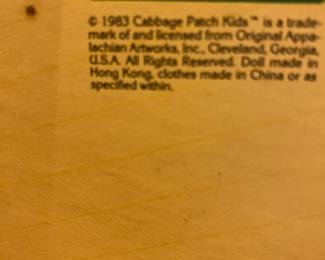 © 1983 Cabbage Patch Kids™ is a trade-
mark of and licensed from Original Appa-
lachian Artworks, Inc., Cleveland, Georgia,
U.S.A. All Rights Reserved. Doll made in
Hong Kong, clothes made in China or as
specified within.